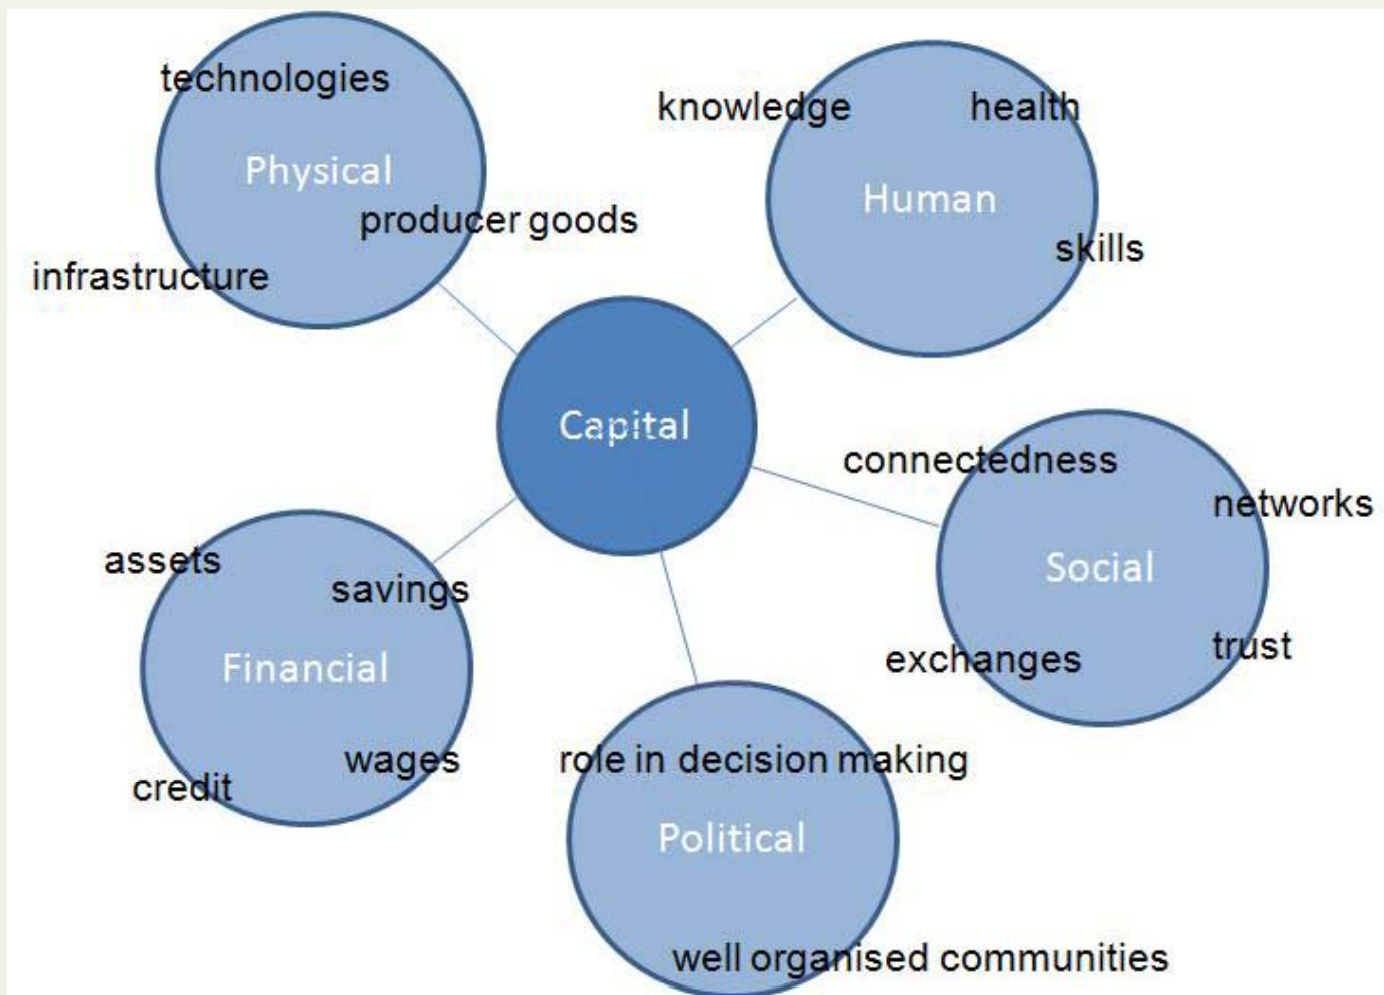 technologies
Physical
producer goods
infrastructure
knowledge
health
Human
skills
Capital
connectedness
networks
Social
exchanges
trust
assets
savings
Financial
credit
wages
role in decision making
Political
well organised communities